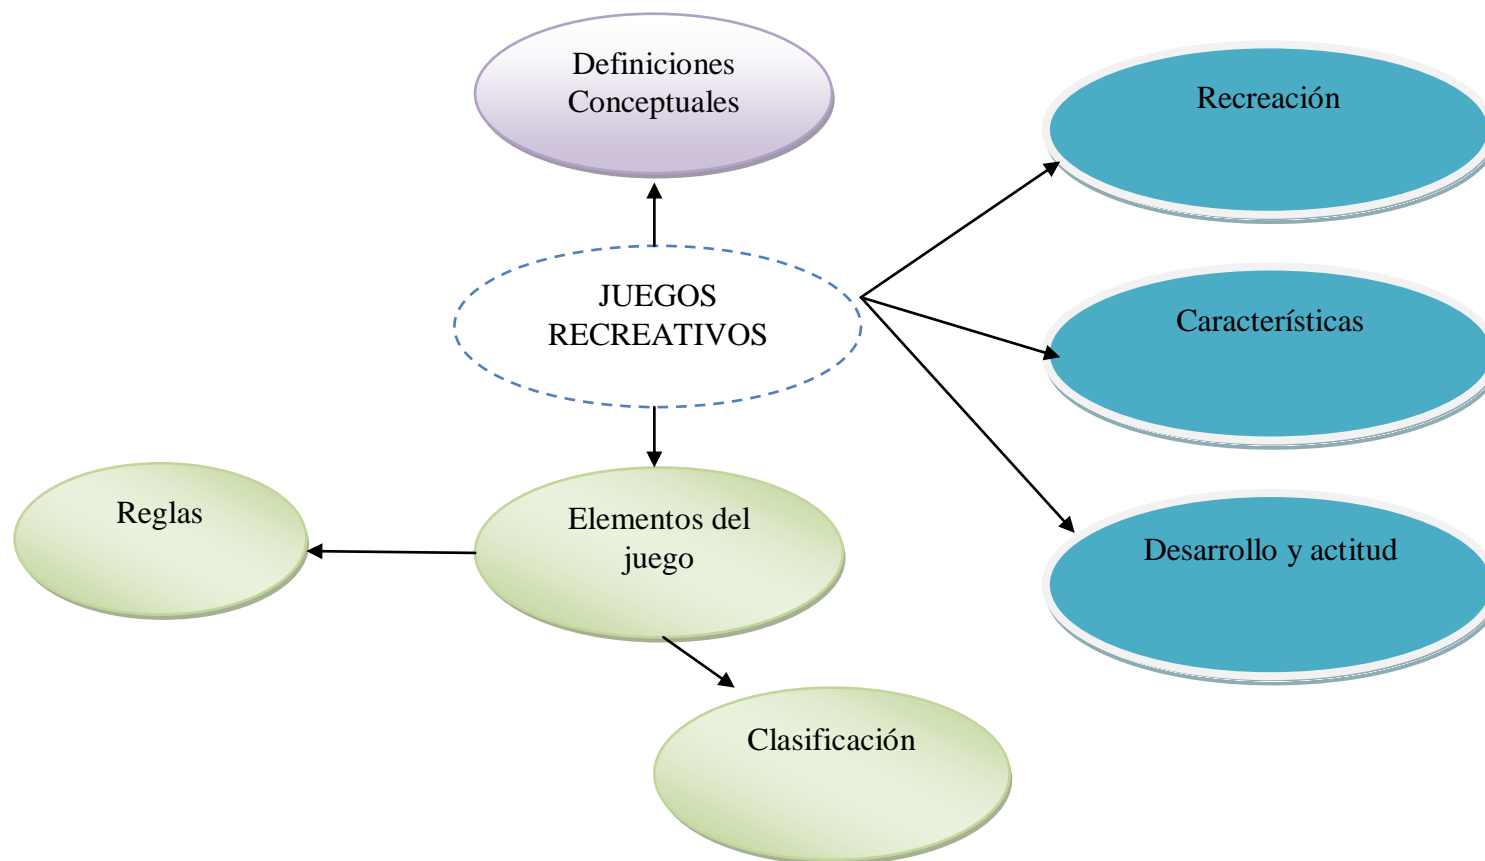 Definiciones
Conceptuales
Recreación
JUEGOS
RECREATIVOS
Características
Reglas
Elementos del
juego
Desarrollo y actitud
Clasificación